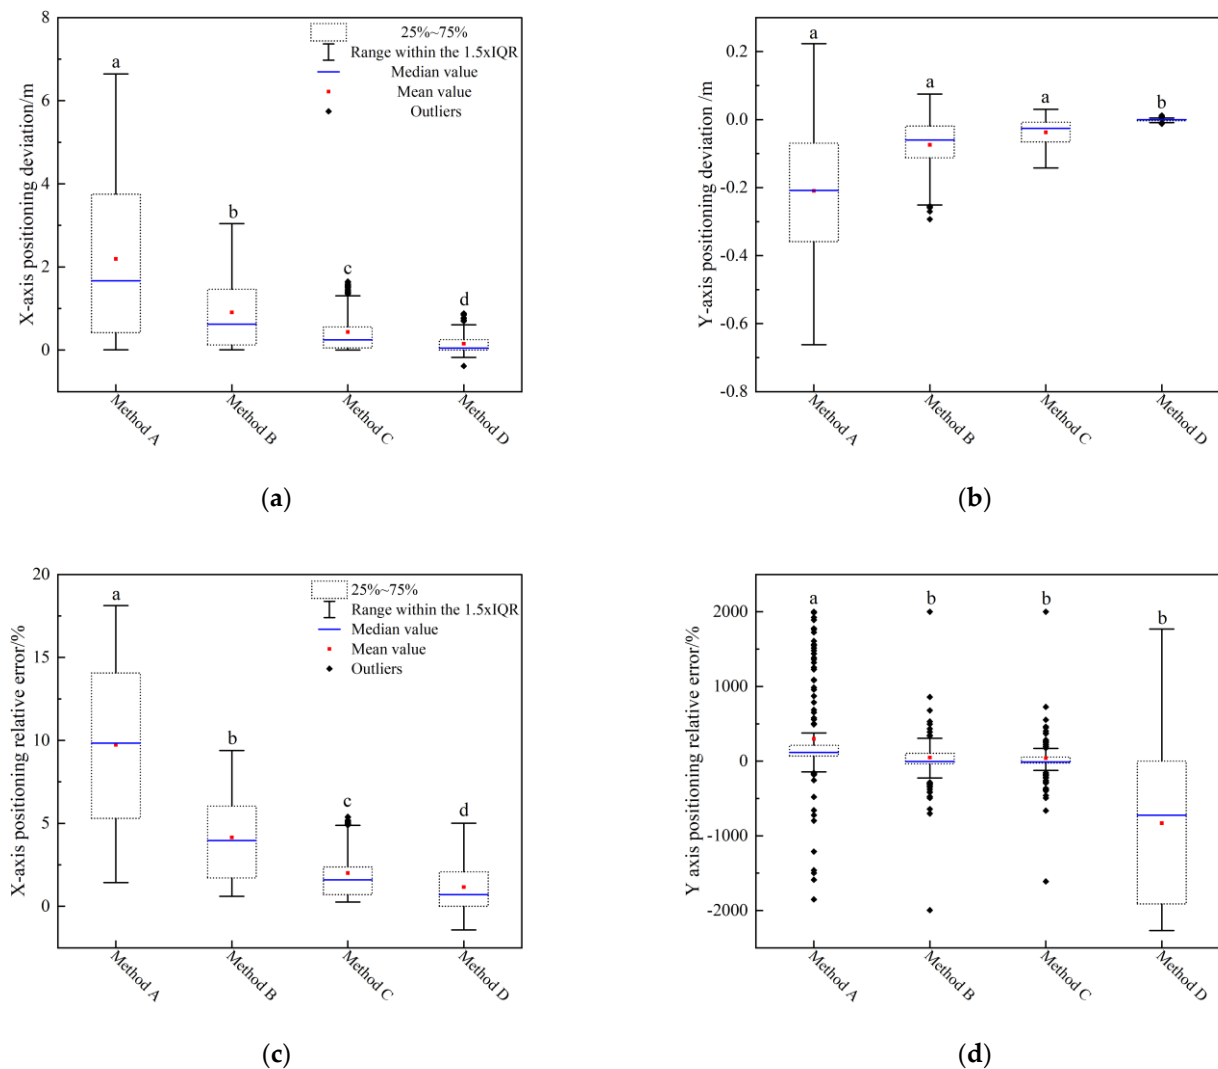 X-axis positioning deviation/m
8
6
4
2
0
a
b
c
d
25%~75%
Range within the 1.5xIQR
Median value
Mean value
Outliers
Method A
Method B
Method C
Method D
(a)
Y-axis positioning deviation /m
0.2
0.0
-0.2
-0.4
-0.6
-0.8
a
a
a
b
Method A
Method B
Method C
Method D
(b)
X-axis positioning relative error/%
20
15
10
5
0
a
b
c
d
25%~75%
Range within the 1.5xIQR
Median value
Mean value
Outliers
Method A
Method B
Method C
Method D
(c)
Y axis positioning relative error/%
2000
1000
0
-1000
-2000
a
b
b
b
Method A
Method B
Method C
Method D
(d)